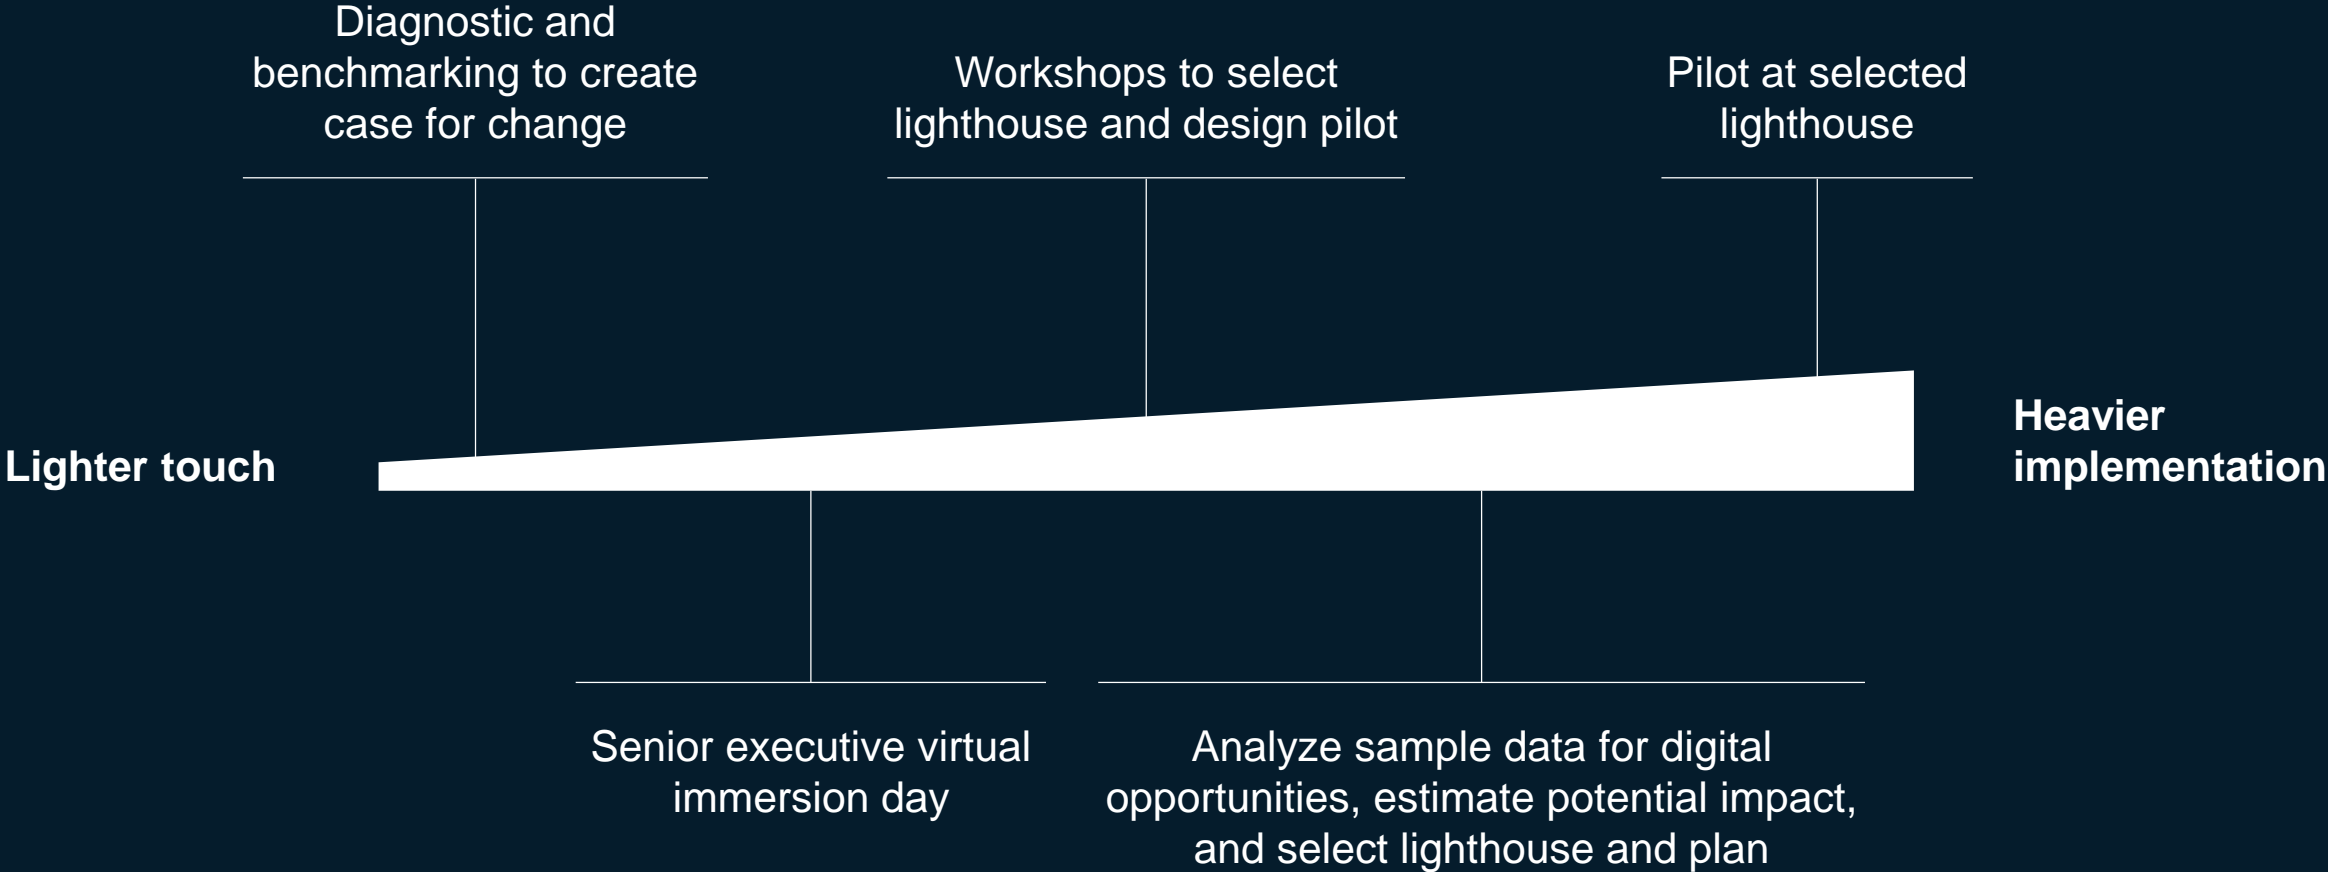 Diagnostic and
benchmarking to create
case for change
Workshops to select
lighthouse and design pilot
Pilot at selected
lighthouse
Lighter touch
Heavier
implementation
Senior executive virtual
immersion day
Analyze sample data for digital
opportunities, estimate potential impact,
and select lighthouse and plan